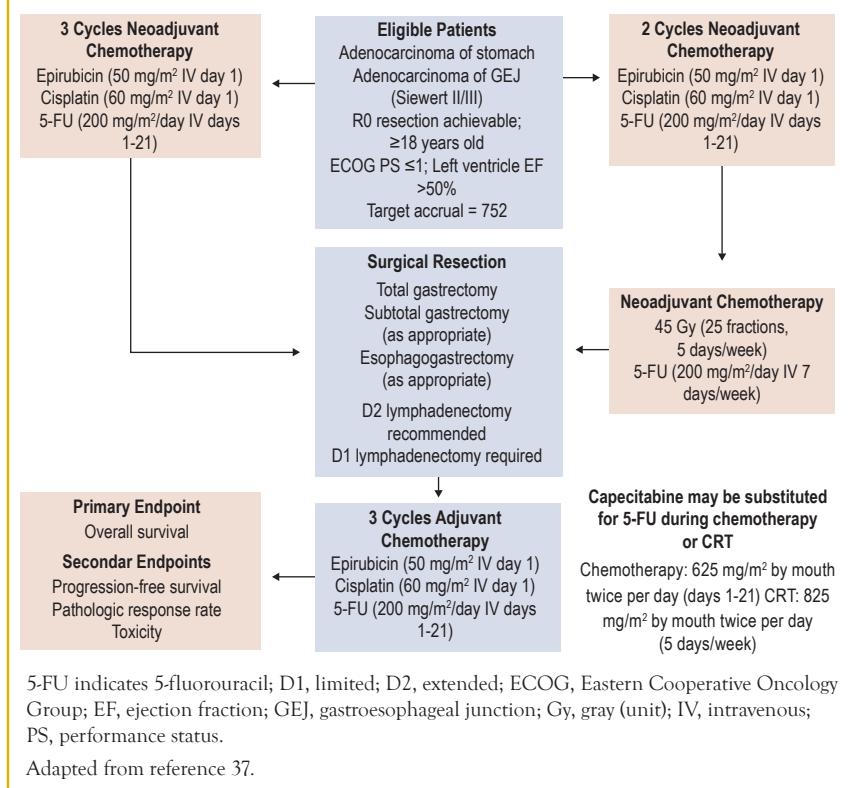 3 Cycles Neoadjuvant
Chemotherapy
Epirubicin (50 mg/m² IV day 1)
Cisplatin (60 mg/m² IV day 1)
5-FU (200 mg/m²/day IV days
1-21)
Eligible Patients
Adenocarcinoma of stomach
Adenocarcinoma of GEJ
(Siewert II/III)
R0 resection achievable;
≥18 years old
ECOG PS ≤1; Left ventricle EF
>50%
Target accrual = 752
2 Cycles Neoadjuvant
Chemotherapy
Epirubicin (50 mg/m² IV day 1)
Cisplatin (60 mg/m² IV day 1)
5-FU (200 mg/m²/day IV days
1-21)
Surgical Resection
Total gastrectomy
Subtotal gastrectomy
(as appropriate)
Esophagogastrectomy
(as appropriate)
D2 lymphadenectomy
recommended
D1 lymphadenectomy required
Neoadjuvant Chemotherapy
45 Gy (25 fractions,
5 days/week)
5-FU (200 mg/m²/day IV 7
days/week)
Primary Endpoint
Overall survival
Secondar Endpoints
Progression-free survival
Pathologic response rate
Toxicity
3 Cycles Adjuvant
Chemotherapy
Epirubicin (50 mg/m² IV day 1)
Cisplatin (60 mg/m² IV day 1)
5-FU (200 mg/m²/day IV days
1-21)
Capecitabine may be substituted
for 5-FU during chemotherapy
or CRT
Chemotherapy: 625 mg/m² by mouth
twice per day (days 1-21) CRT: 825
mg/m² by mouth twice per day
(5 days/week)
5-FU indicates 5-fluorouracil; D1, limited; D2, extended; ECOG, Eastern Cooperative Oncology
Group; EF, ejection fraction; GEJ, gastroesophageal junction; Gy, gray (unit); IV, intravenous;
PS, performance status.
Adapted from reference 37.